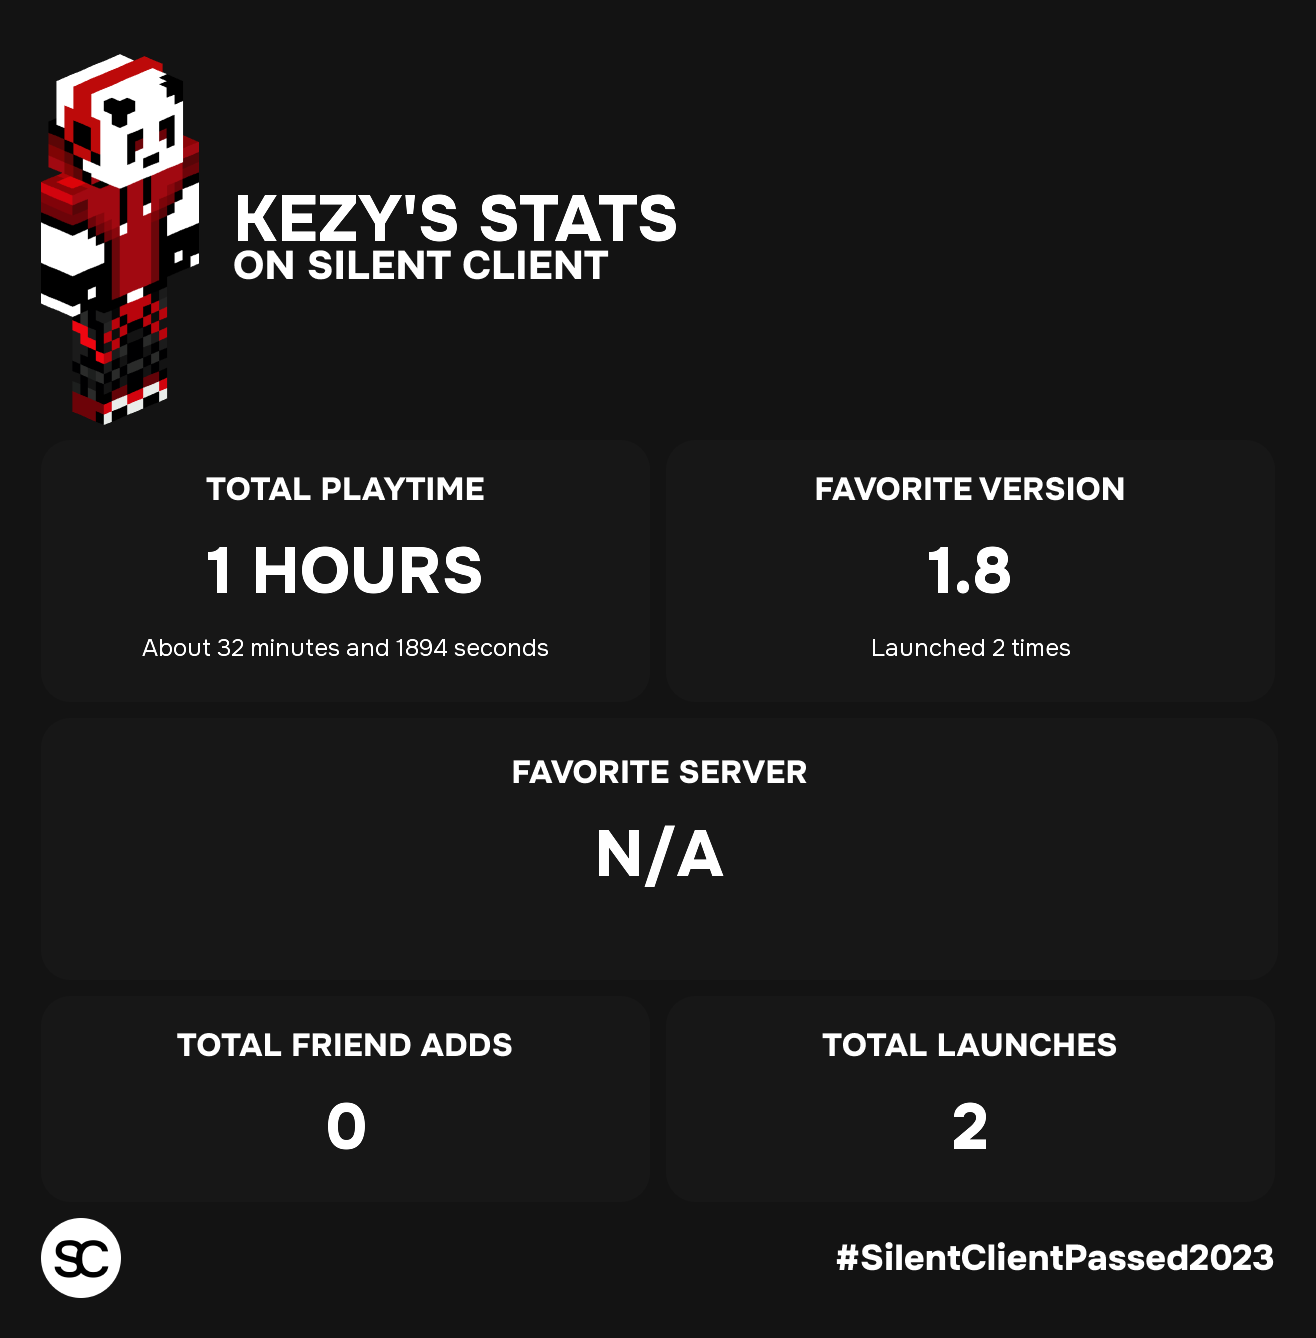 KEZY'S STATS
ON SILENT CLIENT
TOTAL PLAYTIME
1 HOURS
About 32 minutes and 1894 seconds
FAVORITE VERSION
1.8
Launched 2 times
FAVORITE SERVER
N/A
TOTAL FRIEND ADDS
0
TOTAL LAUNCHES
2
SC
#SilentClientPassed2023